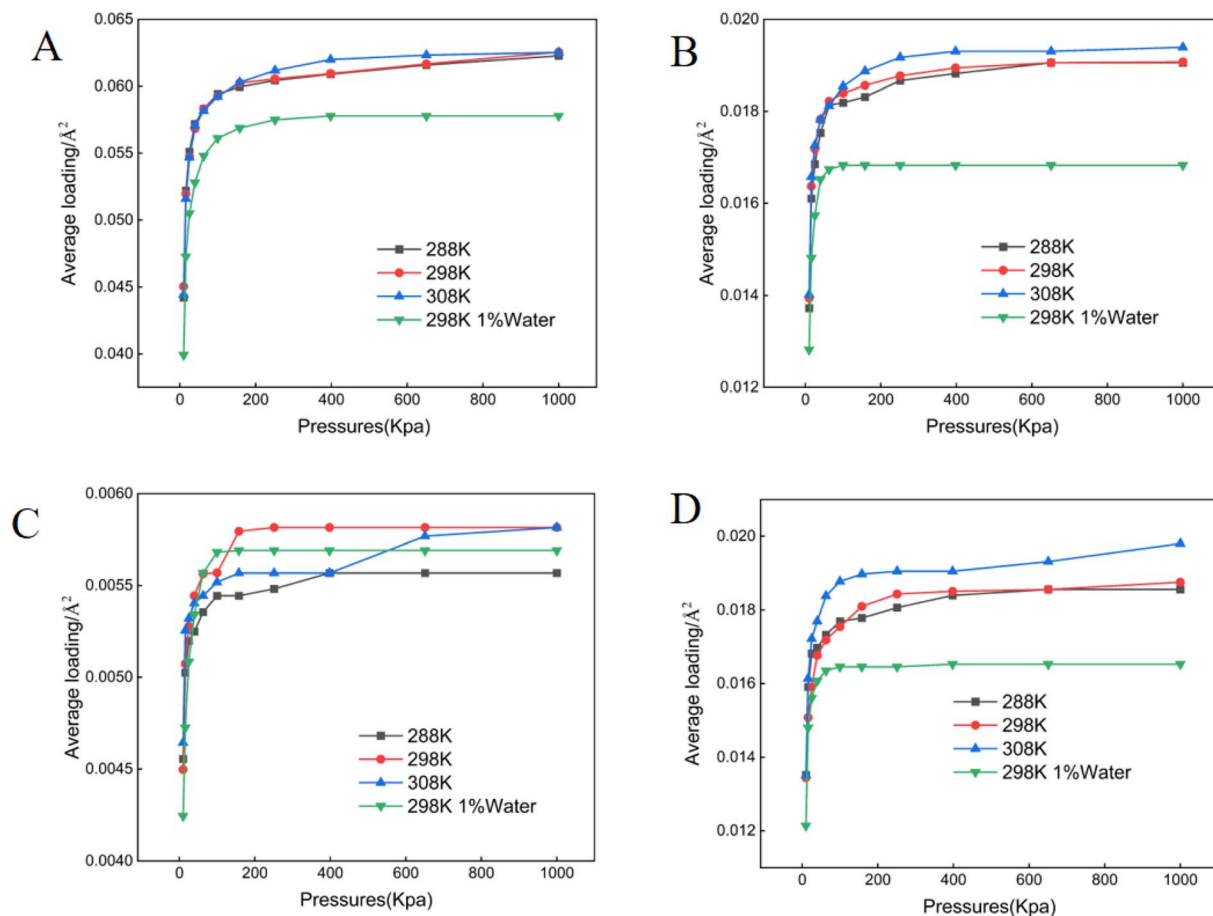 A
0.065
0.060
0.055
0.050
0.045
0.040
Average loading/Å²
288K
298K
308K
298K 1%Water
0 200 400 600 800 1000
Pressures(Kpa)
B
0.020
0.018
0.016
0.014
0.012
Average loading/Å²
288K
298K
308K
298K 1%Water
0 200 400 600 800 1000
Pressures(Kpa)
C
0.0060
0.0055
0.0050
0.0045
0.0040
Average loading/Å²
288K
298K
308K
298K 1%Water
0 200 400 600 800 1000
Pressures(Kpa)
D
0.020
0.018
0.016
0.014
0.012
Average loading/Å²
288K
298K
308K
298K 1%Water
0 200 400 600 800 1000
Pressures(Kpa)